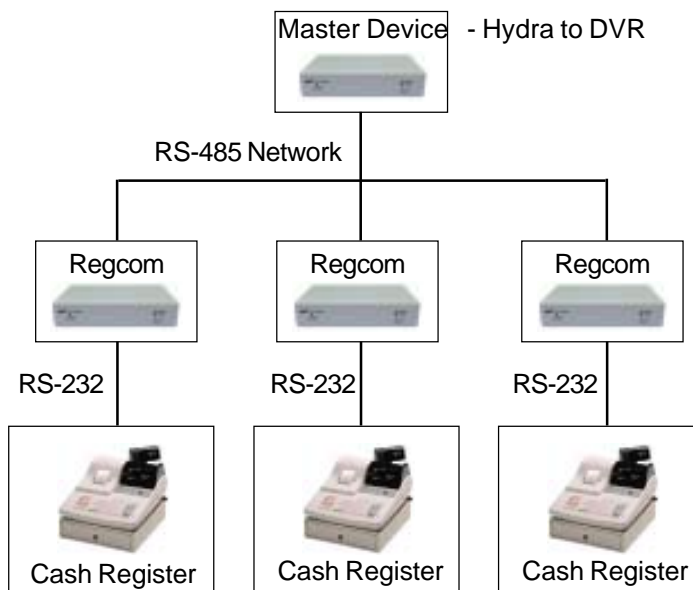 Master Device - Hydra to DVR
RS-485 Network
Regcom Regcom Regcom
RS-232 RS-232 RS-232
Cash Register Cash Register Cash Register